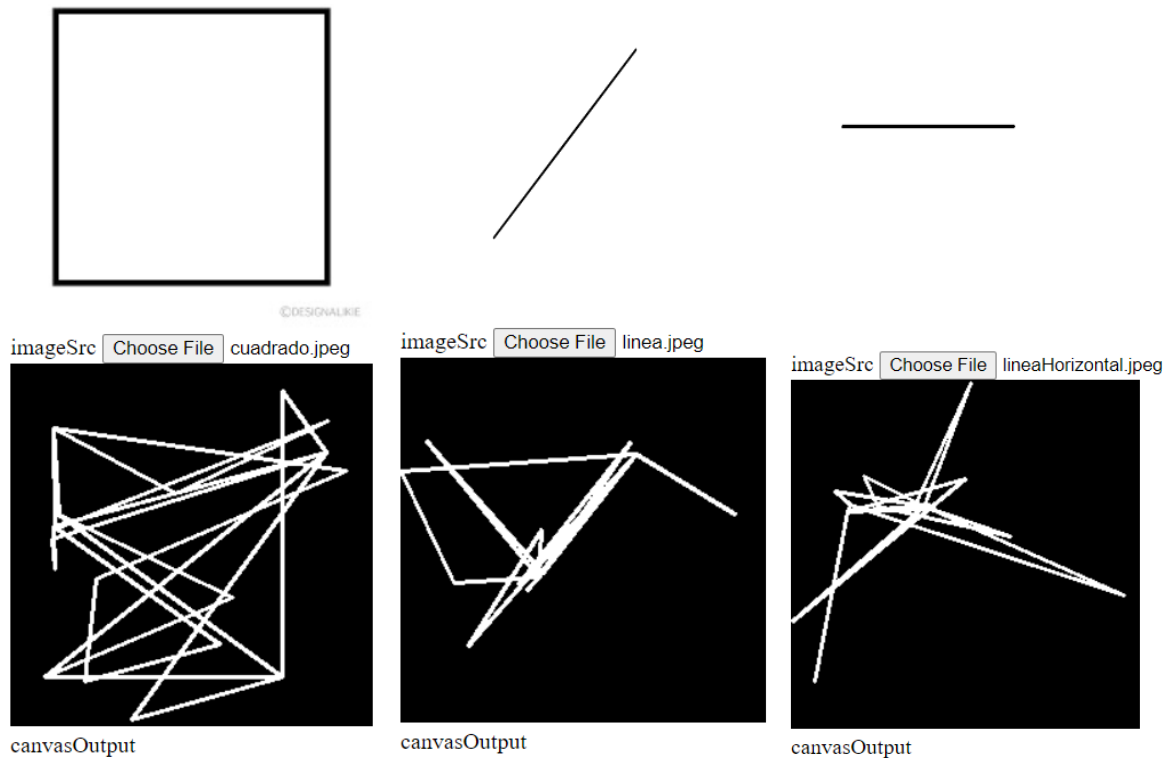 ©DESIGNALIKIE
imageSrc Choose File cuadrado.jpeg
imageSrc Choose File linea.jpeg
imageSrc Choose File lineaHorizontal.jpeg
canvasOutput
canvasOutput
canvasOutput